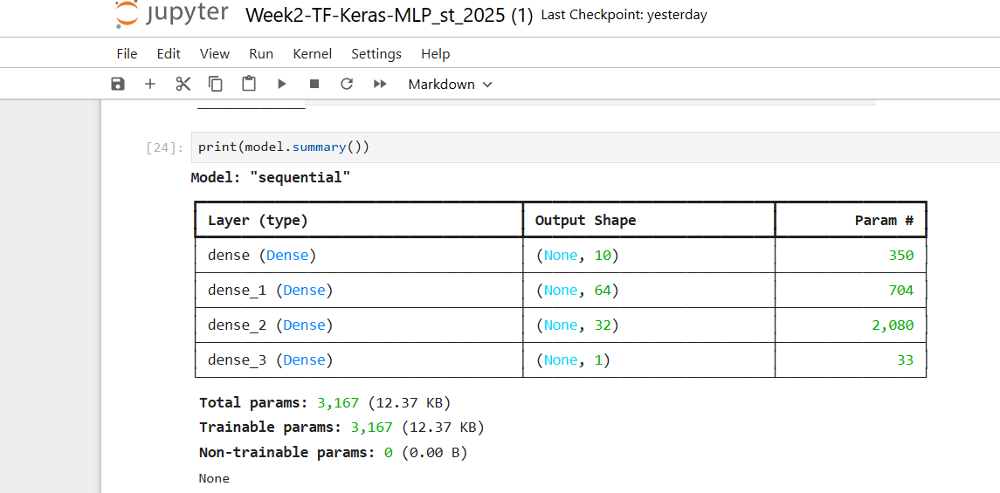 jupyter Week2-TF-Keras-MLP_st_2025 (1) Last Checkpoint: yesterday
File Edit View Run Kernel Settings Help
Markdown
[24]: print(model.summary())
Model: "sequential"
Layer (type) Output Shape Param #
dense (Dense) (None, 10) 350
dense_1 (Dense) (None, 64) 704
dense_2 (Dense) (None, 32) 2,080
dense_3 (Dense) (None, 1) 33
Total params: 3,167 (12.37 KB)
Trainable params: 3,167 (12.37 KB)
Non-trainable params: 0 (0.00 B)
None